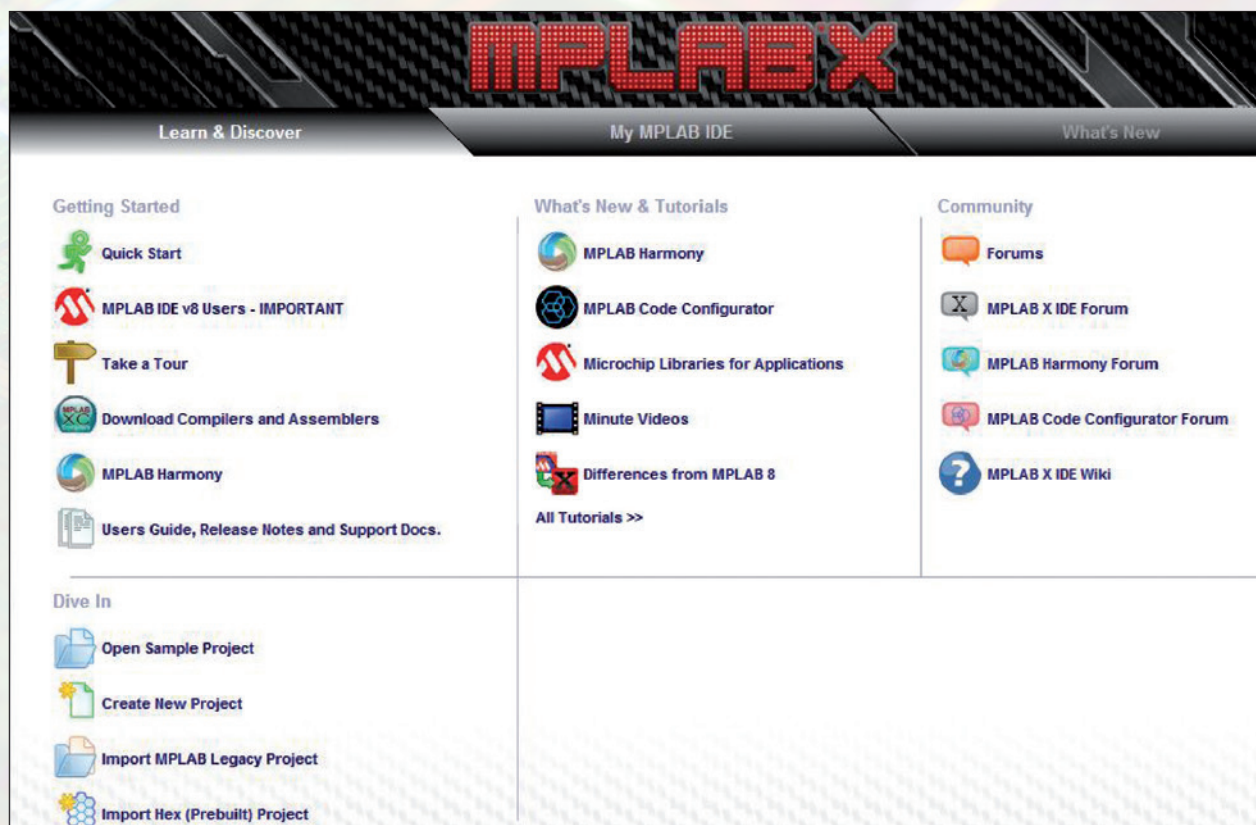 MPLAB X
Learn & Discover
My MPLAB IDE
What's New
Getting Started
Quick Start
MPLAB IDE v8 Users - IMPORTANT
Take a Tour
MPLAB XC
Download Compilers and Assemblers
MPLAB Harmony
Users Guide, Release Notes and Support Docs.
What's New & Tutorials
MPLAB Harmony
MPLAB Code Configurator
Microchip Libraries for Applications
Minute Videos
X
Differences from MPLAB 8
All Tutorials >>
Community
Forums
X
MPLAB X IDE Forum
MPLAB Harmony Forum
MPLAB Code Configurator Forum
?
MPLAB X IDE Wiki
Dive In
Open Sample Project
Create New Project
Import MPLAB Legacy Project
Import Hex (Prebuilt) Project